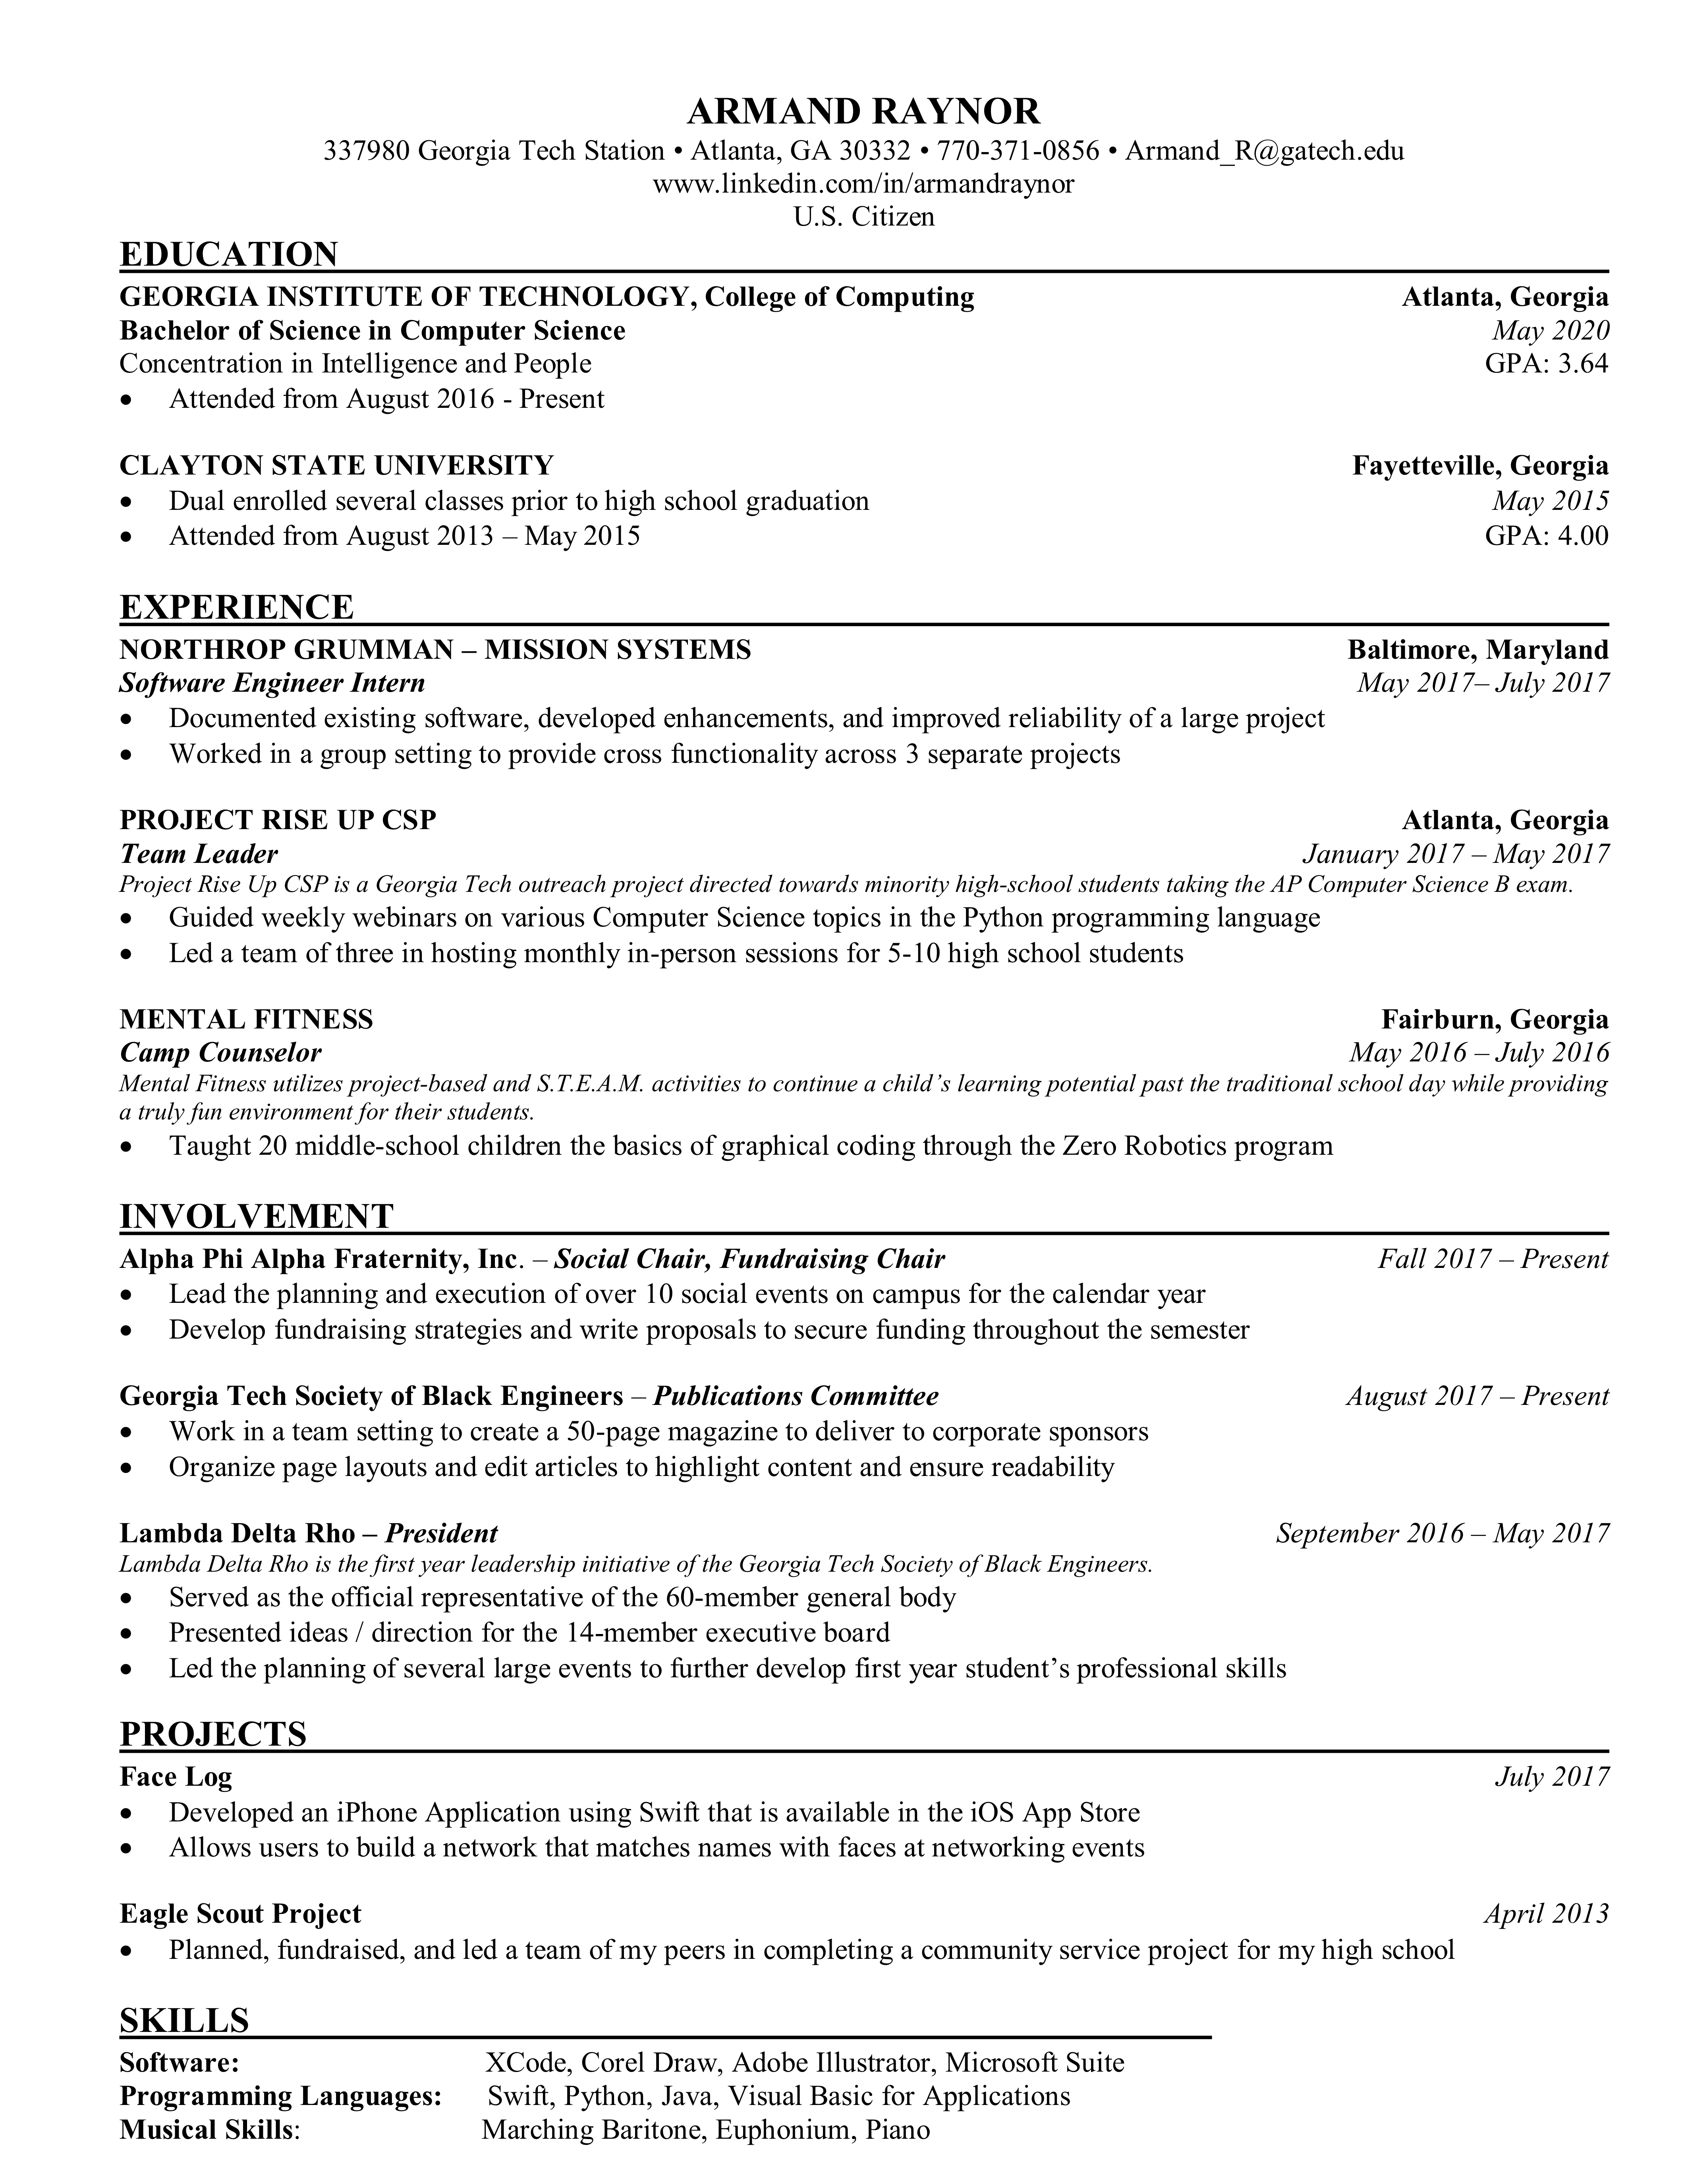 ARMAND RAYNOR
337980 Georgia Tech Station • Atlanta, GA 30332 • 770-371-0856 • Armand_R@gatech.edu
www.linkedin.com/in/armandraynor
U.S. Citizen
EDUCATION
GEORGIA INSTITUTE OF TECHNOLOGY, College of Computing Atlanta, Georgia
Bachelor of Science in Computer Science May 2020
Concentration in Intelligence and People GPA: 3.64
• Attended from August 2016 - Present
CLAYTON STATE UNIVERSITY Fayetteville, Georgia
• Dual enrolled several classes prior to high school graduation May 2015
• Attended from August 2013 – May 2015 GPA: 4.00
EXPERIENCE
NORTHROP GRUMMAN – MISSION SYSTEMS Baltimore, Maryland
Software Engineer Intern May 2017– July 2017
• Documented existing software, developed enhancements, and improved reliability of a large project
• Worked in a group setting to provide cross functionality across 3 separate projects
PROJECT RISE UP CSP Atlanta, Georgia
Team Leader January 2017 – May 2017
Project Rise Up CSP is a Georgia Tech outreach project directed towards minority high-school students taking the AP Computer Science B exam.
• Guided weekly webinars on various Computer Science topics in the Python programming language
• Led a team of three in hosting monthly in-person sessions for 5-10 high school students
MENTAL FITNESS Fairburn, Georgia
Camp Counselor May 2016 – July 2016
Mental Fitness utilizes project-based and S.T.E.A.M. activities to continue a child’s learning potential past the traditional school day while providing
a truly fun environment for their students.
• Taught 20 middle-school children the basics of graphical coding through the Zero Robotics program
INVOLVEMENT
Alpha Phi Alpha Fraternity, Inc. – Social Chair, Fundraising Chair Fall 2017 – Present
• Lead the planning and execution of over 10 social events on campus for the calendar year
• Develop fundraising strategies and write proposals to secure funding throughout the semester
Georgia Tech Society of Black Engineers – Publications Committee August 2017 – Present
• Work in a team setting to create a 50-page magazine to deliver to corporate sponsors
• Organize page layouts and edit articles to highlight content and ensure readability
Lambda Delta Rho – President September 2016 – May 2017
Lambda Delta Rho is the first year leadership initiative of the Georgia Tech Society of Black Engineers.
• Served as the official representative of the 60-member general body
• Presented ideas / direction for the 14-member executive board
• Led the planning of several large events to further develop first year student’s professional skills
PROJECTS
Face Log July 2017
• Developed an iPhone Application using Swift that is available in the iOS App Store
• Allows users to build a network that matches names with faces at networking events
Eagle Scout Project April 2013
• Planned, fundraised, and led a team of my peers in completing a community service project for my high school
SKILLS
Software: XCode, Corel Draw, Adobe Illustrator, Microsoft Suite
Programming Languages: Swift, Python, Java, Visual Basic for Applications
Musical Skills: Marching Baritone, Euphonium, Piano